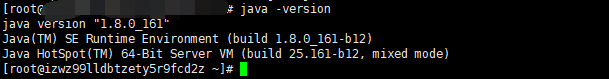 [root@ # java -version
java version "1.8.0_161"
Java(TM) SE Runtime Environment (build 1.8.0_161-b12)
Java HotSpot(TM) 64-Bit Server VM (build 25.161-b12, mixed mode)
[root@izwz99lldbtzety5r9fcd2z ~]#